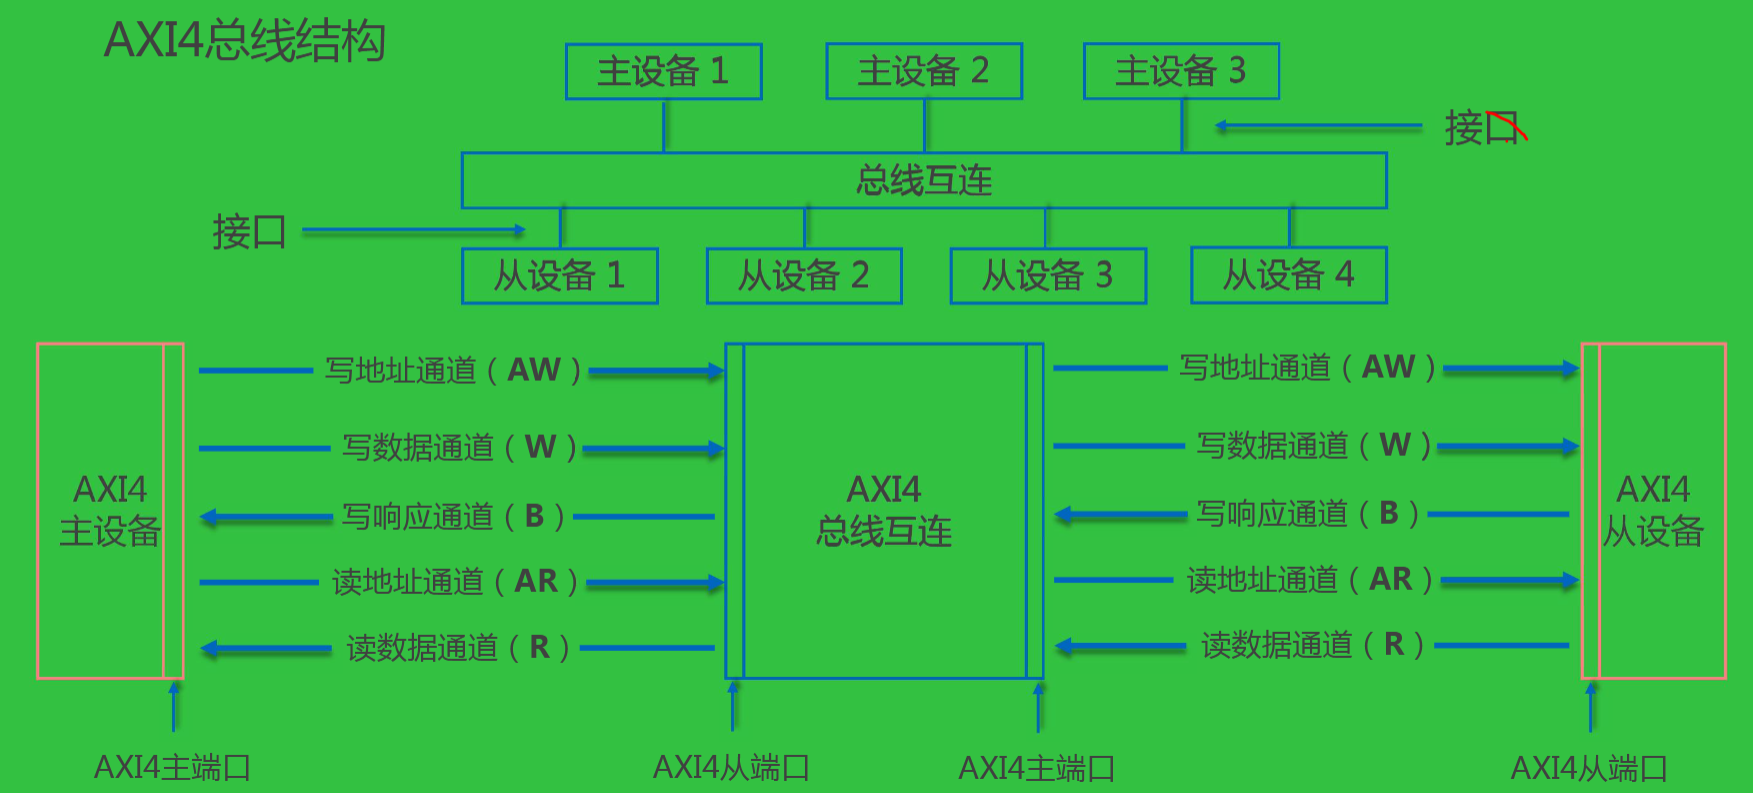 AXI4总线结构
主设备 1
主设备 2
主设备 3
接口
总线互连
接口
从设备 1
从设备 2
从设备 3
从设备 4
写地址通道（AW）
写地址通道（AW）
写数据通道（W）
写数据通道（W）
AXI4
主设备
AXI4
总线互连
AXI4
从设备
写响应通道（B）
写响应通道（B）
读地址通道（AR）
读地址通道（AR）
读数据通道（R）
读数据通道（R）
AXI4主端口
AXI4从端口
AXI4主端口
AXI4从端口